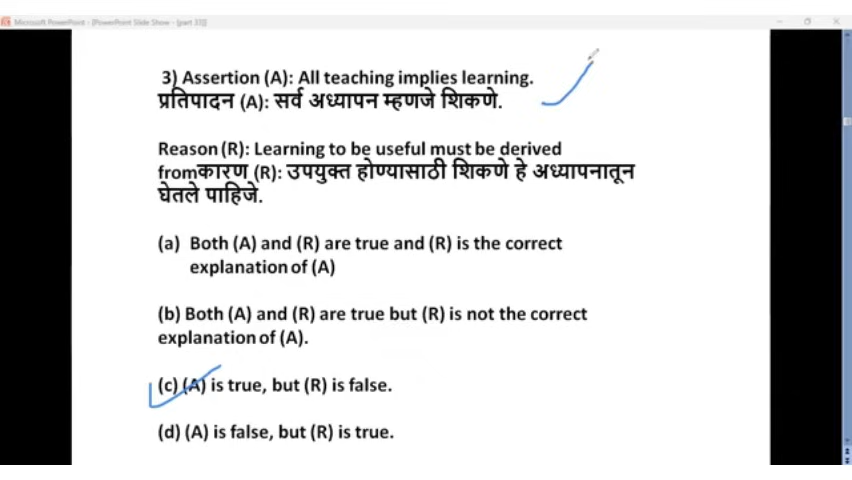 Microsoft PowerPoint - [PowerPoint Slide Show - (part 33)]
3) Assertion (A): All teaching implies learning.
प्रतिपादन (A): सर्व अध्यापन म्हणजे शिकणे.
Reason (R): Learning to be useful must be derived
fromकारण (R): उपयुक्त होण्यासाठी शिकणे हे अध्यापनातून
घेतले पाहिजे.
(a) Both (A) and (R) are true and (R) is the correct
explanation of (A)
(b) Both (A) and (R) are true but (R) is not the correct
explanation of (A).
(c) (A) is true, but (R) is false.
(d) (A) is false, but (R) is true.